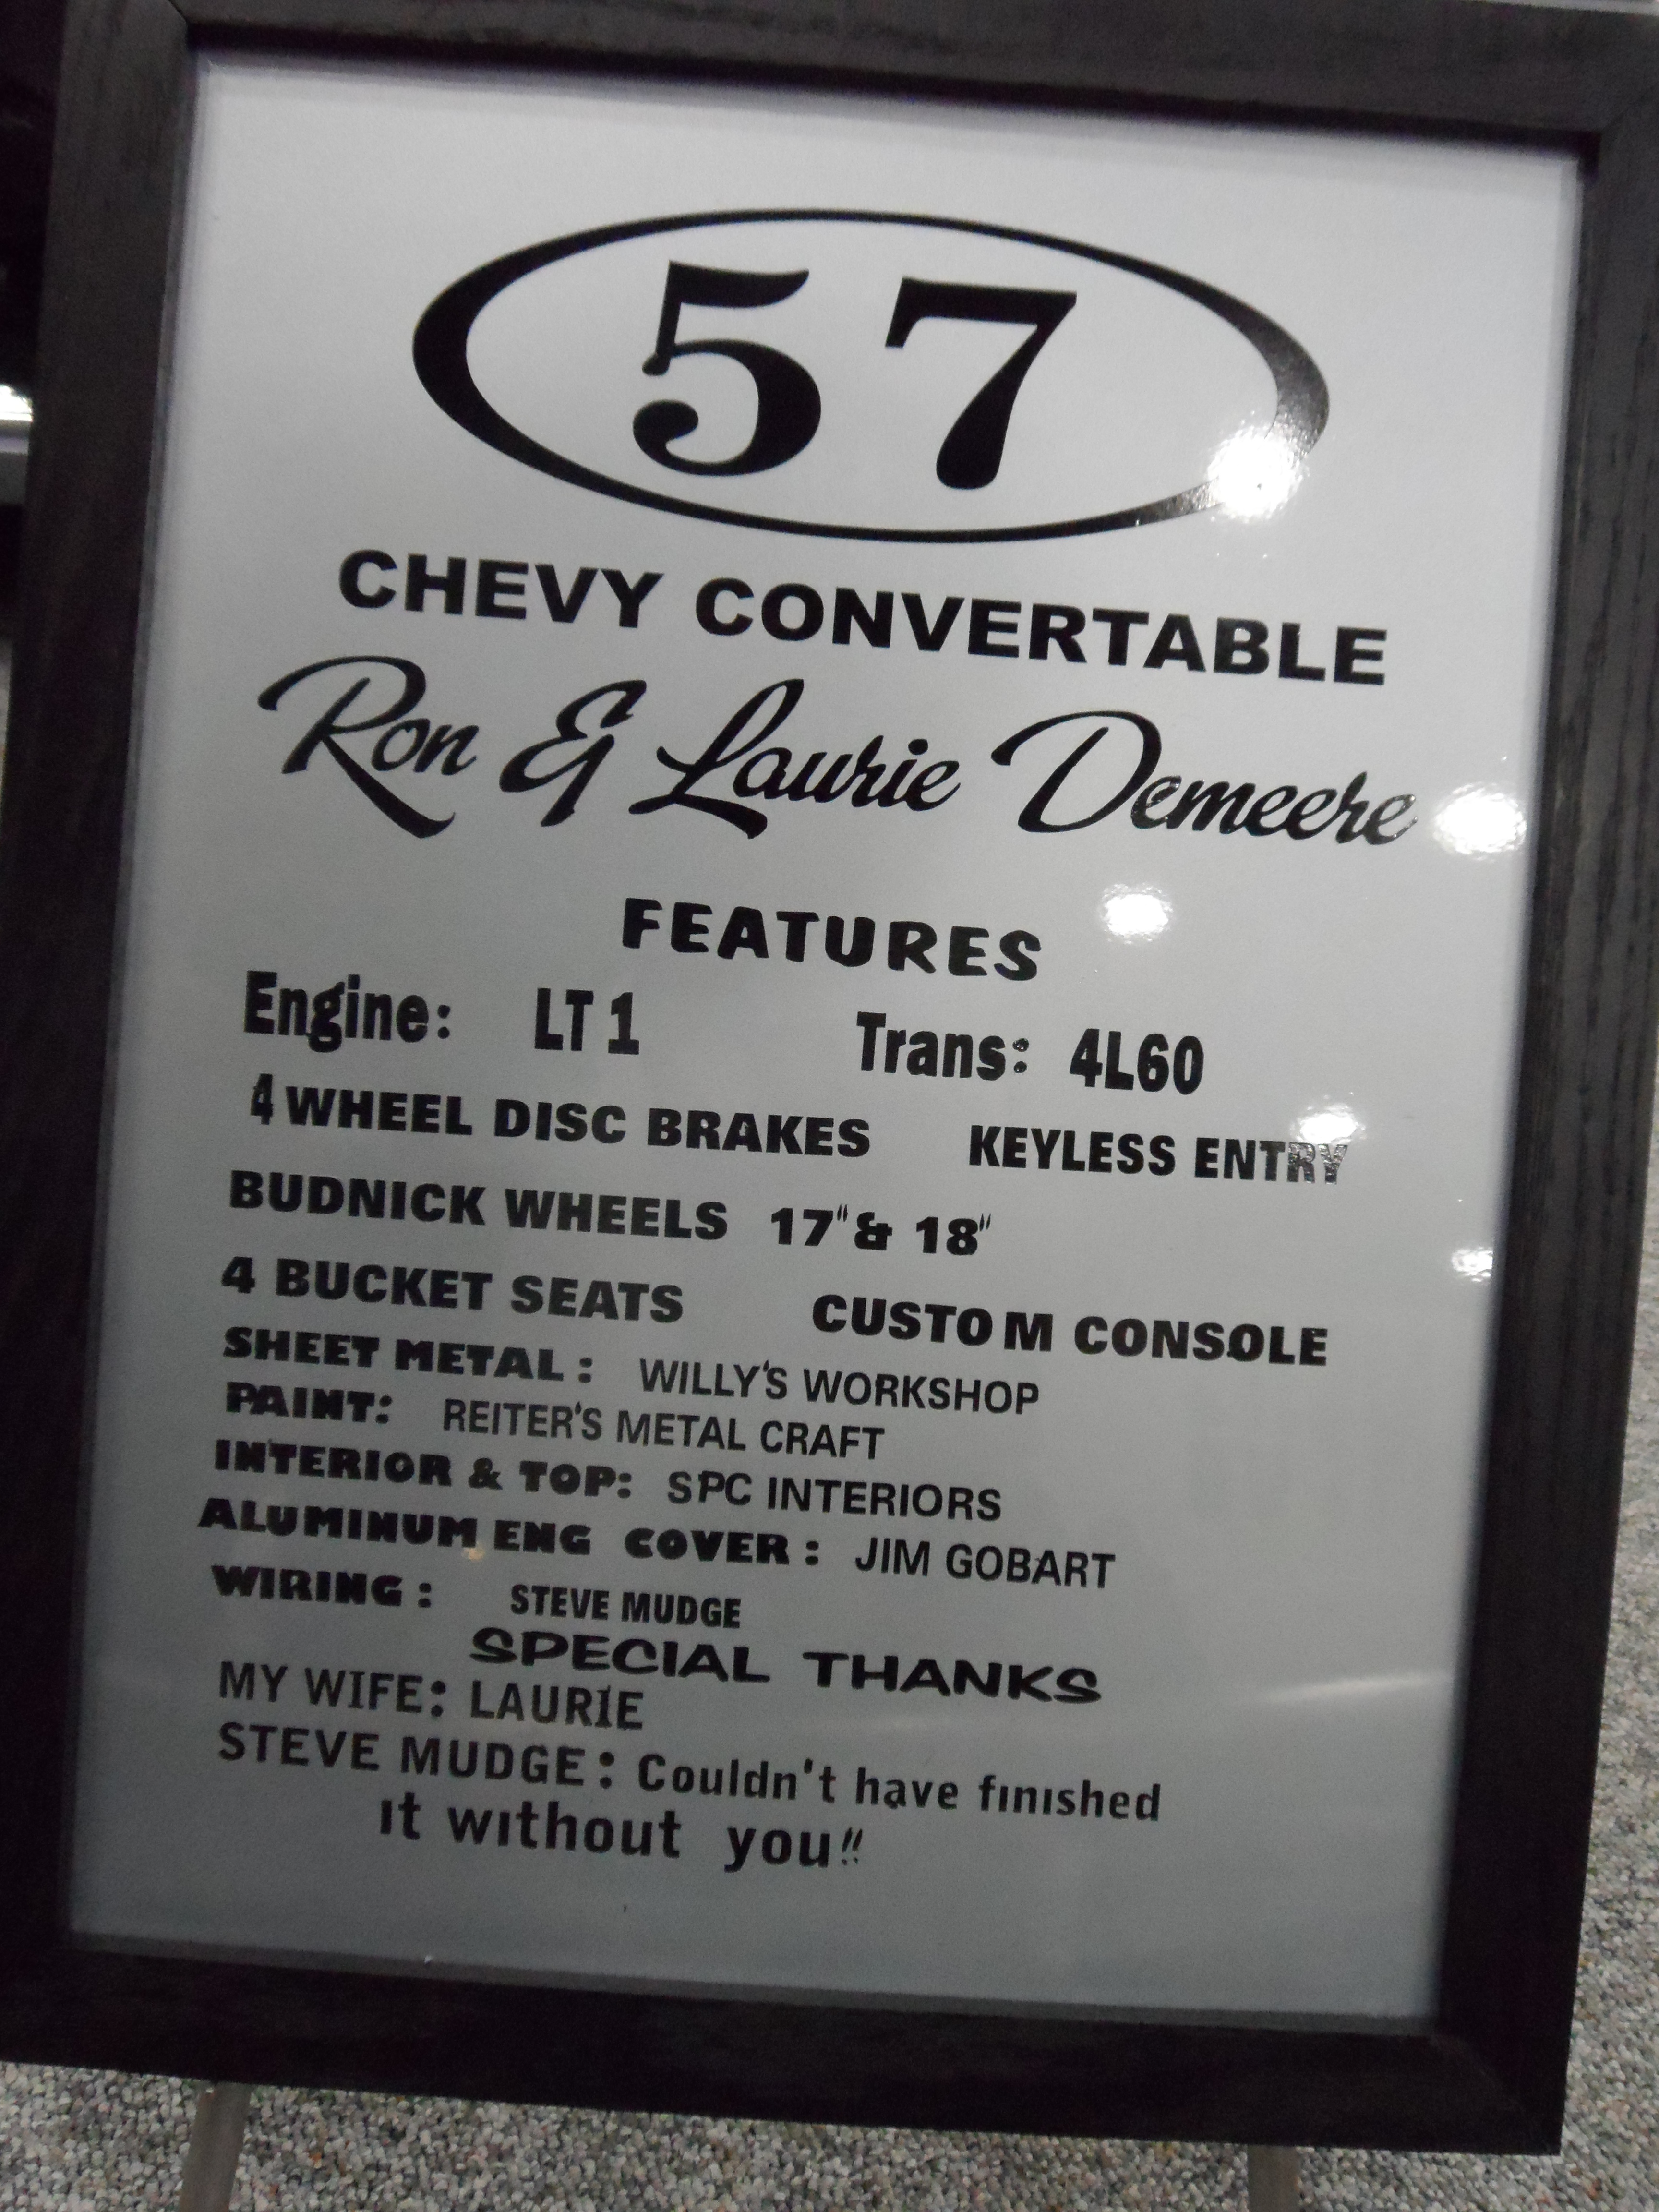 57
CHEVY CONVERTABLE
Ron & Laurie Demeere
FEATURES
Engine: LT1 Trans: 4L60
4 WHEEL DISC BRAKES KEYLESS ENTRY
BUDNICK WHEELS 17" & 18"
4 BUCKET SEATS CUSTOM CONSOLE
SHEET METAL: WILLY'S WORKSHOP
PAINT: REITER'S METAL CRAFT
INTERIOR & TOP: SPC INTERIORS
ALUMINUM ENG COVER: JIM GOBART
WIRING: STEVE MUDGE
SPECIAL THANKS
MY WIFE: LAURIE
STEVE MUDGE: Couldn't have finished
it without you!!